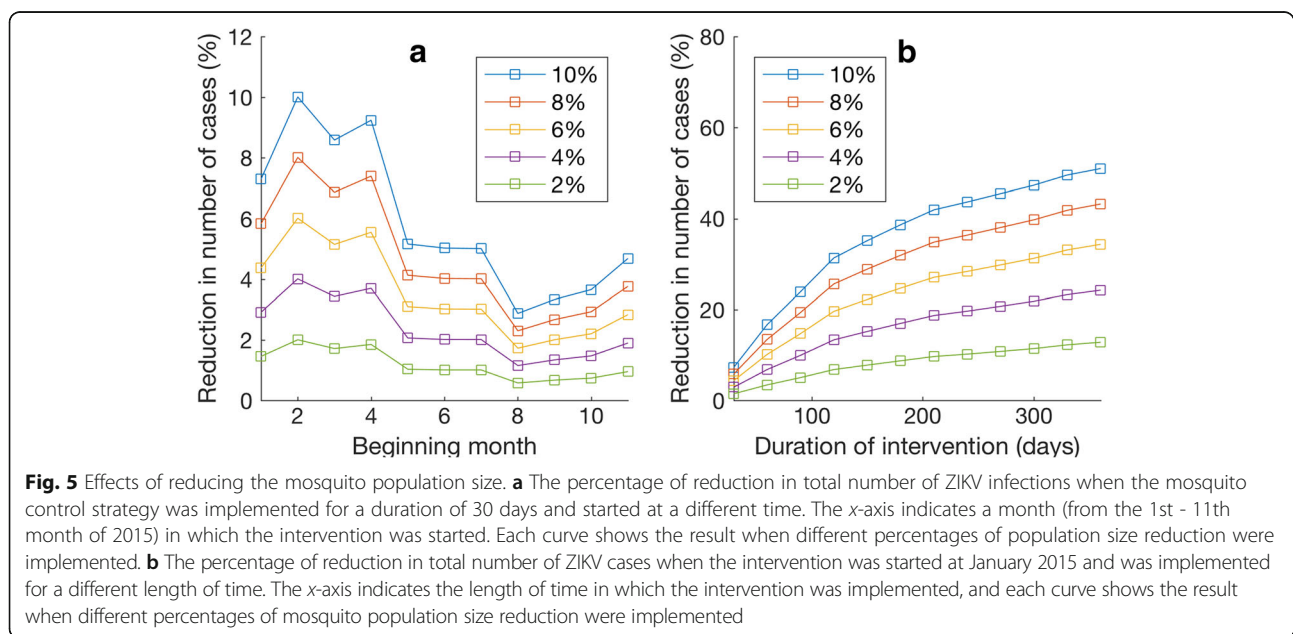 a
12
10
8
6
4
2
0
Reduction in number of cases (%)
10%
8%
6%
4%
2%
2
4
6
8
10
Beginning month
b
80
60
40
20
0
Reduction in number of cases (%)
10%
8%
6%
4%
2%
100
200
300
Duration of intervention (days)
Fig. 5 Effects of reducing the mosquito population size. a The percentage of reduction in total number of ZIKV infections when the mosquito
control strategy was implemented for a duration of 30 days and started at a different time. The x-axis indicates a month (from the 1st - 11th
month of 2015) in which the intervention was started. Each curve shows the result when different percentages of population size reduction were
implemented. b The percentage of reduction in total number of ZIKV cases when the intervention was started at January 2015 and was implemented
for a different length of time. The x-axis indicates the length of time in which the intervention was implemented, and each curve shows the result
when different percentages of mosquito population size reduction were implemented